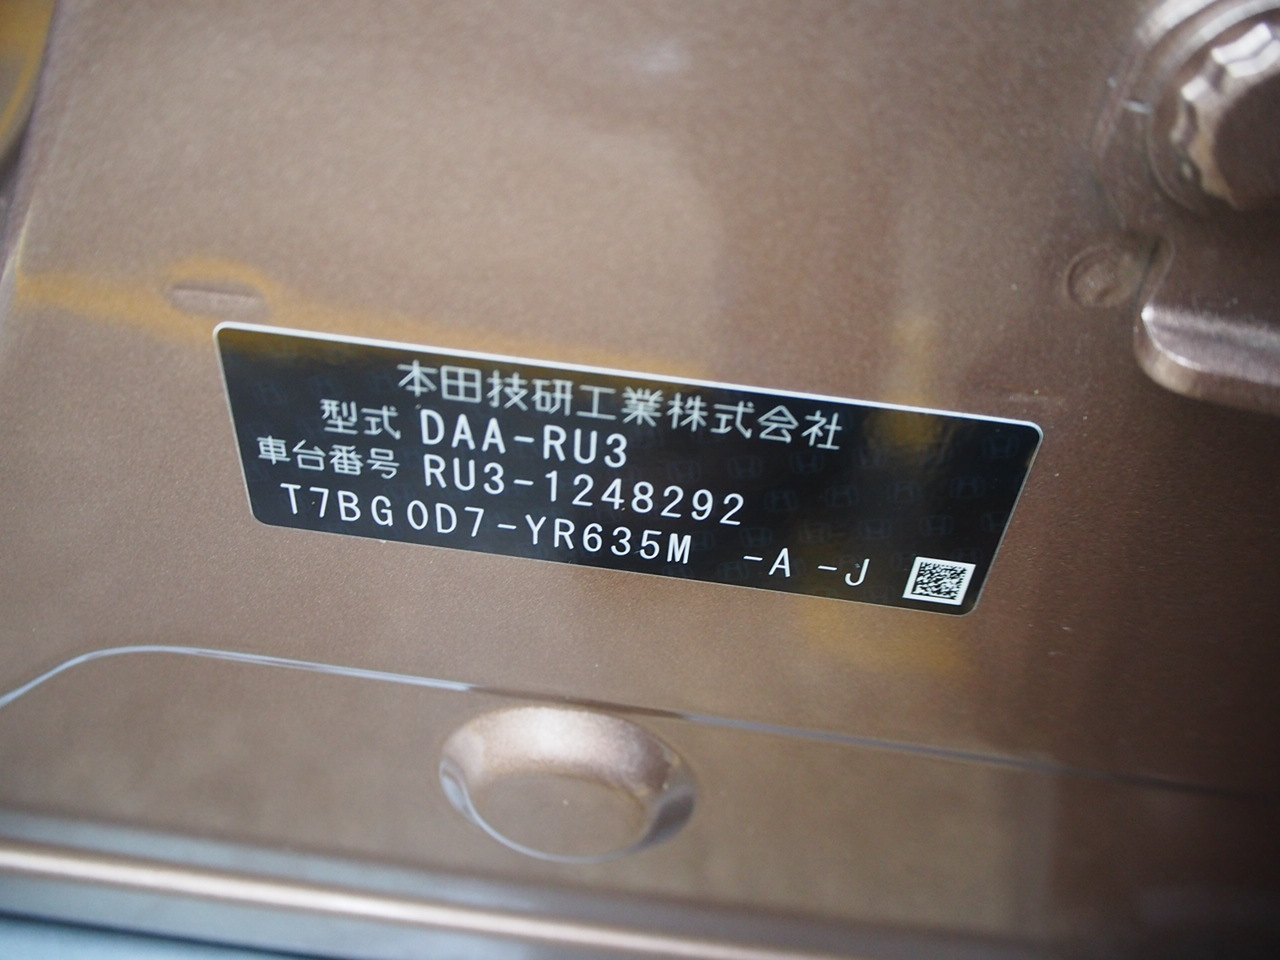 本田技研工業株式会社
型式 DAA-RU3
車台番号 RU3-1248292
T7BG0D7-YR635M -A -J